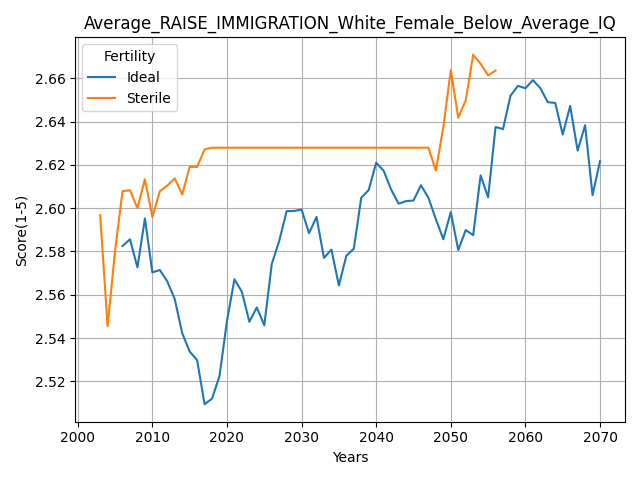 Average_RAISE_IMMIGRATION_White_Female_Below_Average_IQ
Fertility
Ideal
Sterile
Score(1-5)
2.66
2.64
2.62
2.60
2.58
2.56
2.54
2.52
2000 2010 2020 2030 2040 2050 2060 2070
Years